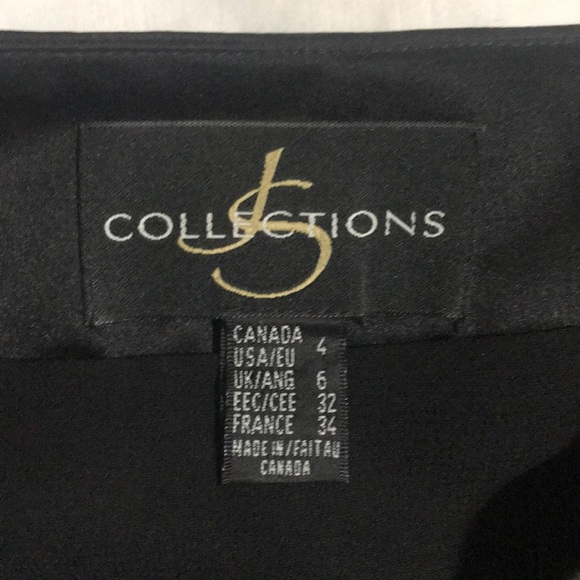 JS
COLLECTIONS
CANADA
USA/EU 4
UK/ANG 6
EEC/CEE 32
FRANCE 34
MADE IN/FAIT AU
CANADA